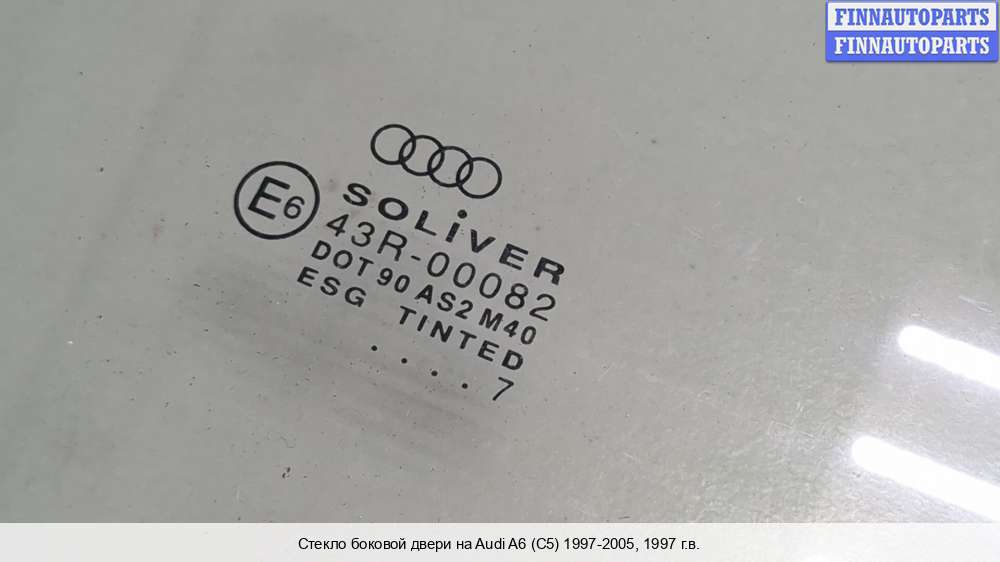 FINNAUTOPARTS
FINNAUTOPARTS
E6
SOLiVER
43R-00082
DOT 90 AS2 M40
ESG TINTED
. . . . 7
Стекло боковой двери на Audi A6 (C5) 1997-2005, 1997 г.в.